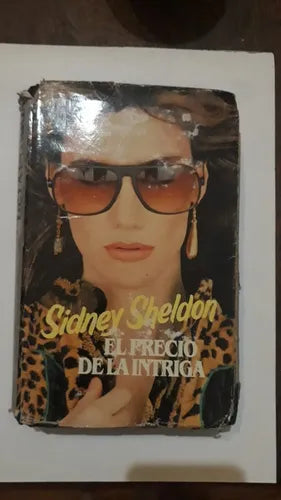 Sidney Sheldon
EL PRECIO
DE LA INTRIGA